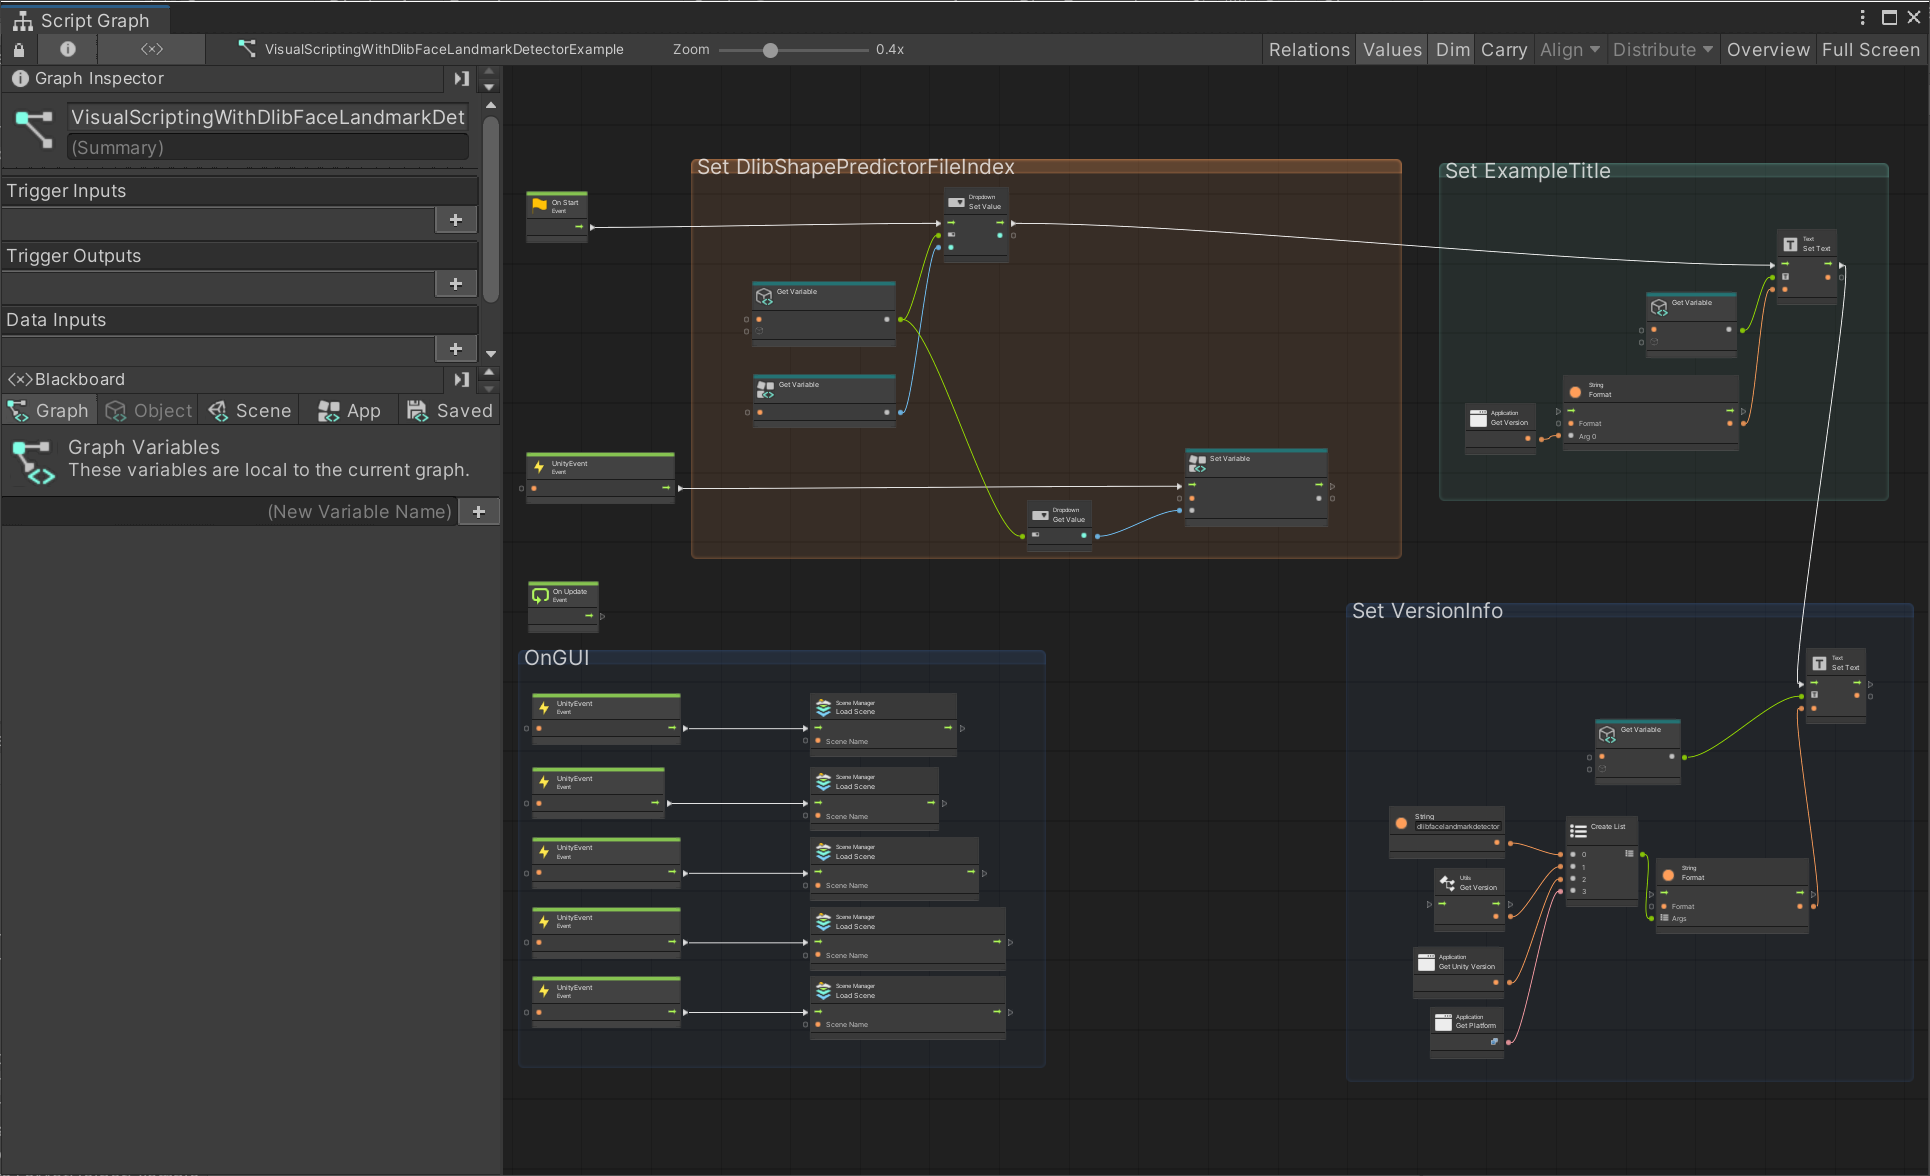 Script Graph
VisualScriptingWithDlibFaceLandmarkDetectorExample
Zoom
0.4x
Relations
Values
Dim
Carry
Align
Distribute
Overview
Full Screen
Graph Inspector
VisualScriptingWithDlibFaceLandmarkDet
(Summary)
Trigger Inputs
Trigger Outputs
Data Inputs
<x>Blackboard
Graph
Object
Scene
App
Saved
Graph Variables
These variables are local to the current graph.
(New Variable Name)
On Start
Event
Set DlibShapePredictorFileIndex
Dropdown
Set Value
Get Variable
Get Variable
UnityEvent
Event
Set Variable
Dropdown
Get Value
Set ExampleTitle
Text
Set Text
Get Variable
String
Format
Format
Arg 0
Application
Get Version
On Update
Event
OnGUI
UnityEvent
Event
Scene Manager
Load Scene
Scene Name
UnityEvent
Event
Scene Manager
Load Scene
Scene Name
UnityEvent
Event
Scene Manager
Load Scene
Scene Name
UnityEvent
Event
Scene Manager
Load Scene
Scene Name
UnityEvent
Event
Scene Manager
Load Scene
Scene Name
Set VersionInfo
Text
Set Text
Get Variable
String
dlibfacelandmarkdetector
Create List
0
1
2
3
Utils
Get Version
String
Format
Format
Args
Application
Get Unity Version
Application
Get Platform